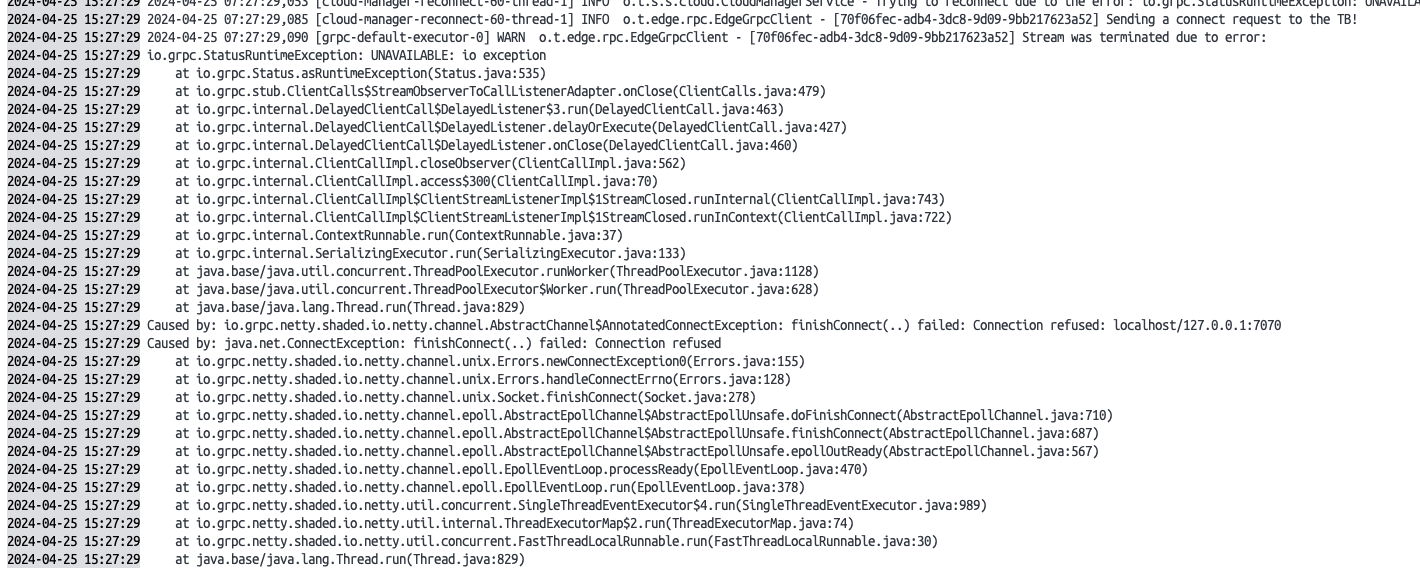 2024-04-25 15:27:29 2024-04-25 07:27:29,053 [cloud-manager-reconnect-60-thread-1] INFO  o.t.s.s.cloud.CloudManagerService - Trying to reconnect due to the error: io.grpc.StatusRuntimeException: UNAVAILA
2024-04-25 15:27:29 2024-04-25 07:27:29,085 [cloud-manager-reconnect-60-thread-1] INFO  o.t.edge.rpc.EdgeGrpcClient - [70f06fec-adb4-3dc8-9d09-9bb217623a52] Sending a connect request to the TB!
2024-04-25 15:27:29 2024-04-25 07:27:29,090 [grpc-default-executor-0] WARN  o.t.edge.rpc.EdgeGrpcClient - [70f06fec-adb4-3dc8-9d09-9bb217623a52] Stream was terminated due to error:
2024-04-25 15:27:29 io.grpc.StatusRuntimeException: UNAVAILABLE: io exception
2024-04-25 15:27:29     at io.grpc.Status.asRuntimeException(Status.java:535)
2024-04-25 15:27:29     at io.grpc.stub.ClientCalls$StreamObserverToCallListenerAdapter.onClose(ClientCalls.java:479)
2024-04-25 15:27:29     at io.grpc.internal.DelayedClientCall$DelayedListener$3.run(DelayedClientCall.java:463)
2024-04-25 15:27:29     at io.grpc.internal.DelayedClientCall$DelayedListener.delayOrExecute(DelayedClientCall.java:427)
2024-04-25 15:27:29     at io.grpc.internal.DelayedClientCall$DelayedListener.onClose(DelayedClientCall.java:460)
2024-04-25 15:27:29     at io.grpc.internal.ClientCallImpl.closeObserver(ClientCallImpl.java:562)
2024-04-25 15:27:29     at io.grpc.internal.ClientCallImpl.access$300(ClientCallImpl.java:70)
2024-04-25 15:27:29     at io.grpc.internal.ClientCallImpl$ClientStreamListenerImpl$1StreamClosed.runInternal(ClientCallImpl.java:743)
2024-04-25 15:27:29     at io.grpc.internal.ClientCallImpl$ClientStreamListenerImpl$1StreamClosed.runInContext(ClientCallImpl.java:722)
2024-04-25 15:27:29     at io.grpc.internal.ContextRunnable.run(ContextRunnable.java:37)
2024-04-25 15:27:29     at io.grpc.internal.SerializingExecutor.run(SerializingExecutor.java:133)
2024-04-25 15:27:29     at java.base/java.util.concurrent.ThreadPoolExecutor.runWorker(ThreadPoolExecutor.java:1128)
2024-04-25 15:27:29     at java.base/java.util.concurrent.ThreadPoolExecutor$Worker.run(ThreadPoolExecutor.java:628)
2024-04-25 15:27:29     at java.base/java.lang.Thread.run(Thread.java:829)
2024-04-25 15:27:29 Caused by: io.grpc.netty.shaded.io.netty.channel.AbstractChannel$AnnotatedConnectException: finishConnect(..) failed: Connection refused: localhost/127.0.0.1:7070
2024-04-25 15:27:29 Caused by: java.net.ConnectException: finishConnect(..) failed: Connection refused
2024-04-25 15:27:29     at io.grpc.netty.shaded.io.netty.channel.unix.Errors.newConnectException0(Errors.java:155)
2024-04-25 15:27:29     at io.grpc.netty.shaded.io.netty.channel.unix.Errors.handleConnectErrno(Errors.java:128)
2024-04-25 15:27:29     at io.grpc.netty.shaded.io.netty.channel.unix.Socket.finishConnect(Socket.java:278)
2024-04-25 15:27:29     at io.grpc.netty.shaded.io.netty.channel.epoll.AbstractEpollChannel$AbstractEpollUnsafe.doFinishConnect(AbstractEpollChannel.java:710)
2024-04-25 15:27:29     at io.grpc.netty.shaded.io.netty.channel.epoll.AbstractEpollChannel$AbstractEpollUnsafe.finishConnect(AbstractEpollChannel.java:687)
2024-04-25 15:27:29     at io.grpc.netty.shaded.io.netty.channel.epoll.AbstractEpollChannel$AbstractEpollUnsafe.epollOutReady(AbstractEpollChannel.java:567)
2024-04-25 15:27:29     at io.grpc.netty.shaded.io.netty.channel.epoll.EpollEventLoop.processReady(EpollEventLoop.java:470)
2024-04-25 15:27:29     at io.grpc.netty.shaded.io.netty.channel.epoll.EpollEventLoop.run(EpollEventLoop.java:378)
2024-04-25 15:27:29     at io.grpc.netty.shaded.io.netty.util.concurrent.SingleThreadEventExecutor$4.run(SingleThreadEventExecutor.java:989)
2024-04-25 15:27:29     at io.grpc.netty.shaded.io.netty.util.internal.ThreadExecutorMap$2.run(ThreadExecutorMap.java:74)
2024-04-25 15:27:29     at io.grpc.netty.shaded.io.netty.util.concurrent.FastThreadLocalRunnable.run(FastThreadLocalRunnable.java:30)
2024-04-25 15:27:29     at java.base/java.lang.Thread.run(Thread.java:829)